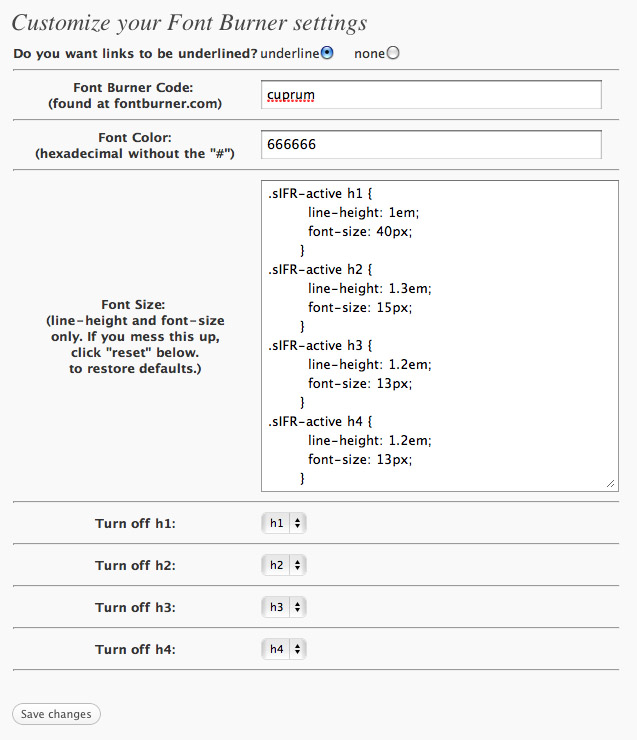 Customize your Font Burner settings
Do you want links to be underlined? underline none
Font Burner Code:
(found at fontburner.com)
cuprum
Font Color:
(hexadecimal without the "#")
666666
Font Size:
(line-height and font-size
only. If you mess this up,
click "reset" below.
to restore defaults.)
.sIFR-active h1 {
line-height: 1em;
font-size: 40px;
}
.sIFR-active h2 {
line-height: 1.3em;
font-size: 15px;
}
.sIFR-active h3 {
line-height: 1.2em;
font-size: 13px;
}
.sIFR-active h4 {
line-height: 1.2em;
font-size: 13px;
}
Turn off h1: h1
Turn off h2: h2
Turn off h3: h3
Turn off h4: h4
Save changes